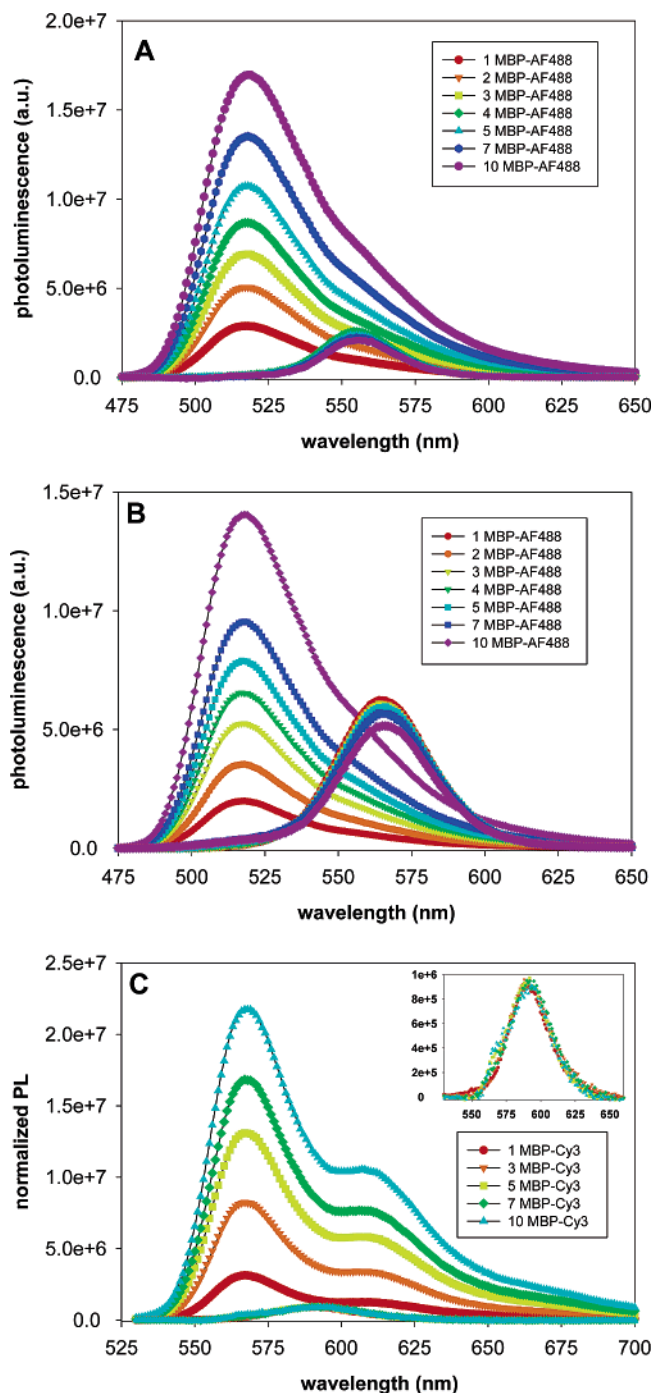 A
photoluminescence (a.u.)
2.0e+7
1.5e+7
1.0e+7
5.0e+6
0.0
1 MBP-AF488
2 MBP-AF488
3 MBP-AF488
4 MBP-AF488
5 MBP-AF488
7 MBP-AF488
10 MBP-AF488
475 500 525 550 575 600 625 650
wavelength (nm)
B
photoluminescence (a.u.)
1.5e+7
1.0e+7
5.0e+6
0.0
1 MBP-AF488
2 MBP-AF488
3 MBP-AF488
4 MBP-AF488
5 MBP-AF488
7 MBP-AF488
10 MBP-AF488
475 500 525 550 575 600 625 650
wavelength (nm)
C
normalized PL
2.5e+7
2.0e+7
1.5e+7
1.0e+7
5.0e+6
0.0
1e+6
8e+5
6e+5
4e+5
2e+5
0
550 575 600 625 650
1 MBP-Cy3
3 MBP-Cy3
5 MBP-Cy3
7 MBP-Cy3
10 MBP-Cy3
525 550 575 600 625 650 675 700
wavelength (nm)